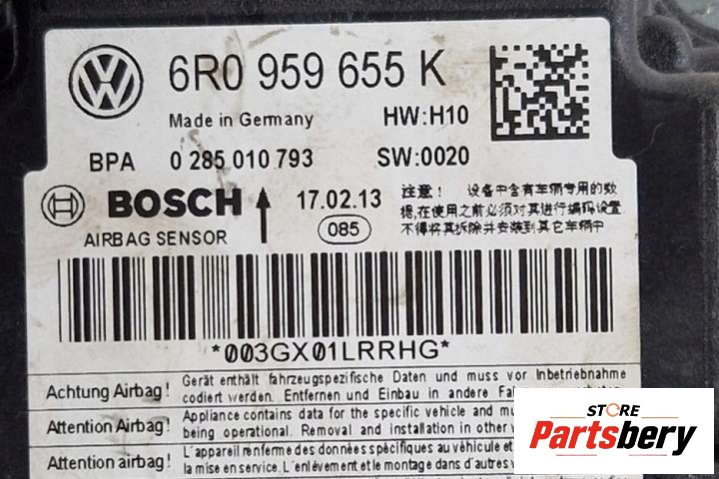 6R0 959 655 K
Made in Germany HW:H10
BPA 0 285 010 793 SW:0020
BOSCH 17.02.13
AIRBAG SENSOR 085
注意： 设备中含有车辆专用的数
据,在使用之前必须对其进行编码设置
不得将其拆除并安装到其它车辆中
*003GX01LRRHG*
Achtung Airbag! Gerät enthält fahrzeugspezifische Daten und muss vor Inbetriebnahme
codiert werden. Entfernen und Einbau in andere
Attention Airbag! Appliance contains data for the specific vehicle and
being operational. Removal and installation in other
Attention airbag! L'appareil renferme des données spécifiques au véhicule et
la mise en service. L'enlèvement et le montage dans d'autres
STORE
Partsbery